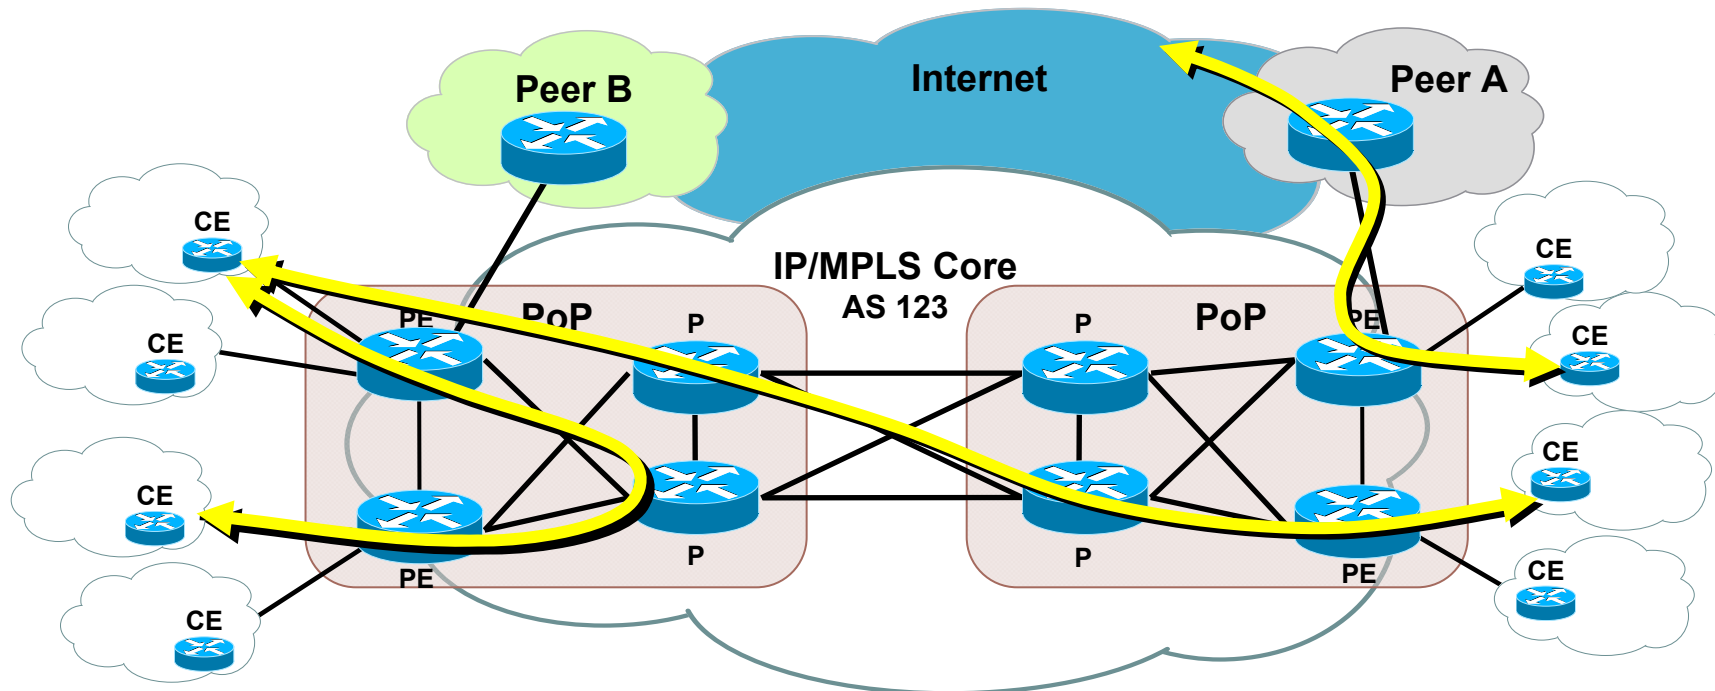 Internet
Peer B
Peer A
CE
CE
IP/MPLS Core
AS 123
PE
PoP
P
P
PoP
PE
CE
CE
CE
CE
CE
PE
P
P
PE
CE
CE